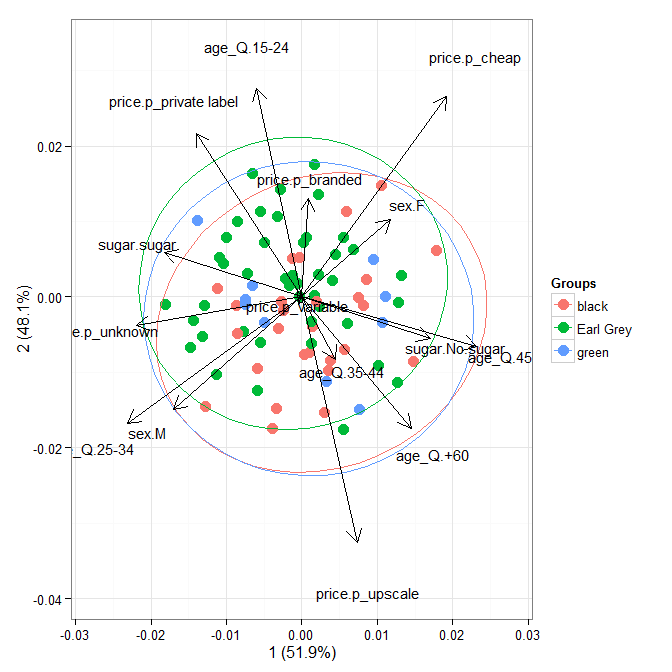 age_Q.15-24
price.p_cheap
price.p_private label
price.p_branded
sex.F
sugar.sugar
price.p_variable
e.p_unknown
sugar.No-sugar
age_Q.45
age_Q.35-44
sex.M
_Q.25-34
age_Q.+60
price.p_upscale
Groups
black
Earl Grey
green
0.02
0.00
-0.02
-0.04
2 (48.1%)
-0.03
-0.02
-0.01
0.00
0.01
0.02
0.03
1 (51.9%)